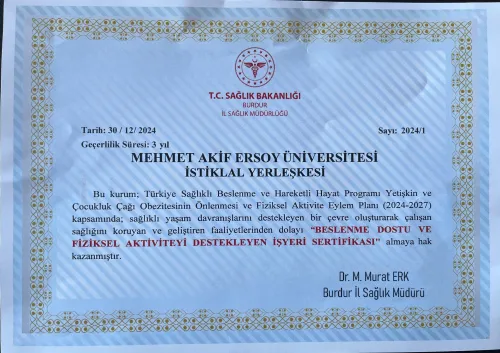 T.C. SAĞLIK BAKANLIĞI
BURDUR
İL SAĞLIK MÜDÜRLÜĞÜ
Tarih: 30 / 12/ 2024 Sayı: 2024/1
Geçerlilik Süresi: 3 yıl
MEHMET AKİF ERSOY ÜNİVERSİTESİ
İSTİKLAL YERLEŞKESİ
Bu kurum; Türkiye Sağlıklı Beslenme ve Hareketli Hayat Programı Yetişkin ve
Çocukluk Çağı Obezitesinin Önlenmesi ve Fiziksel Aktivite Eylem Planı (2024-2027)
kapsamında; sağlıklı yaşam davranışlarını destekleyen bir çevre oluşturarak çalışan
sağlığını koruyan ve geliştiren faaliyetlerinden dolayı “BESLENME DOSTU VE
FİZİKSEL AKTİVİTEYİ DESTEKLEYEN İŞYERİ SERTİFİKASI” almaya hak
kazanmıştır.
Dr. M. Murat ERK
Burdur İl Sağlık Müdürü